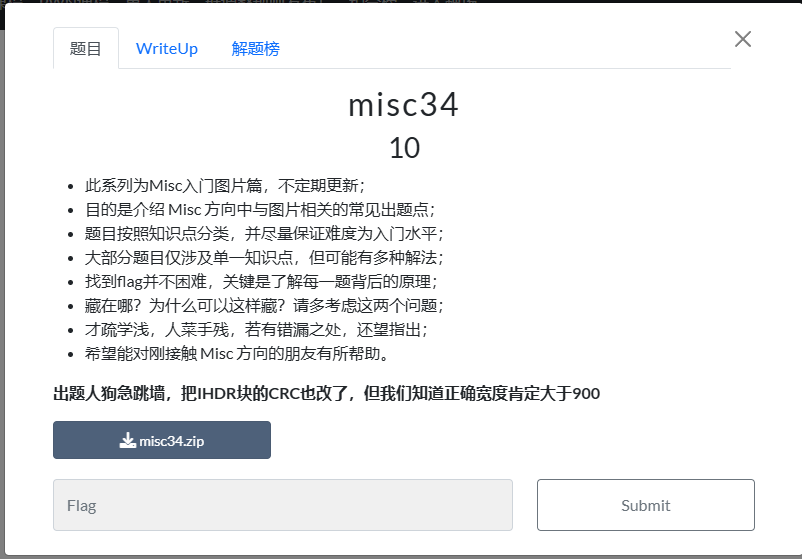 题目 WriteUp 解题榜
misc34
10
此系列为Misc入门图片篇，不定期更新；
目的是介绍 Misc 方向中与图片相关的常见出题点；
题目按照知识点分类，并尽量保证难度为入门水平；
大部分题目仅涉及单一知识点，但可能有多种解法；
找到flag并不困难，关键是了解每一题背后的原理；
藏在哪？为什么可以这样藏？请多考虑这两个问题；
才疏学浅，人菜手残，若有错漏之处，还望指出；
希望能对刚接触 Misc 方向的朋友有所帮助。
出题人狗急跳墙，把IHDR块的CRC也改了，但我们知道正确宽度肯定大于900
misc34.zip
Flag Submit